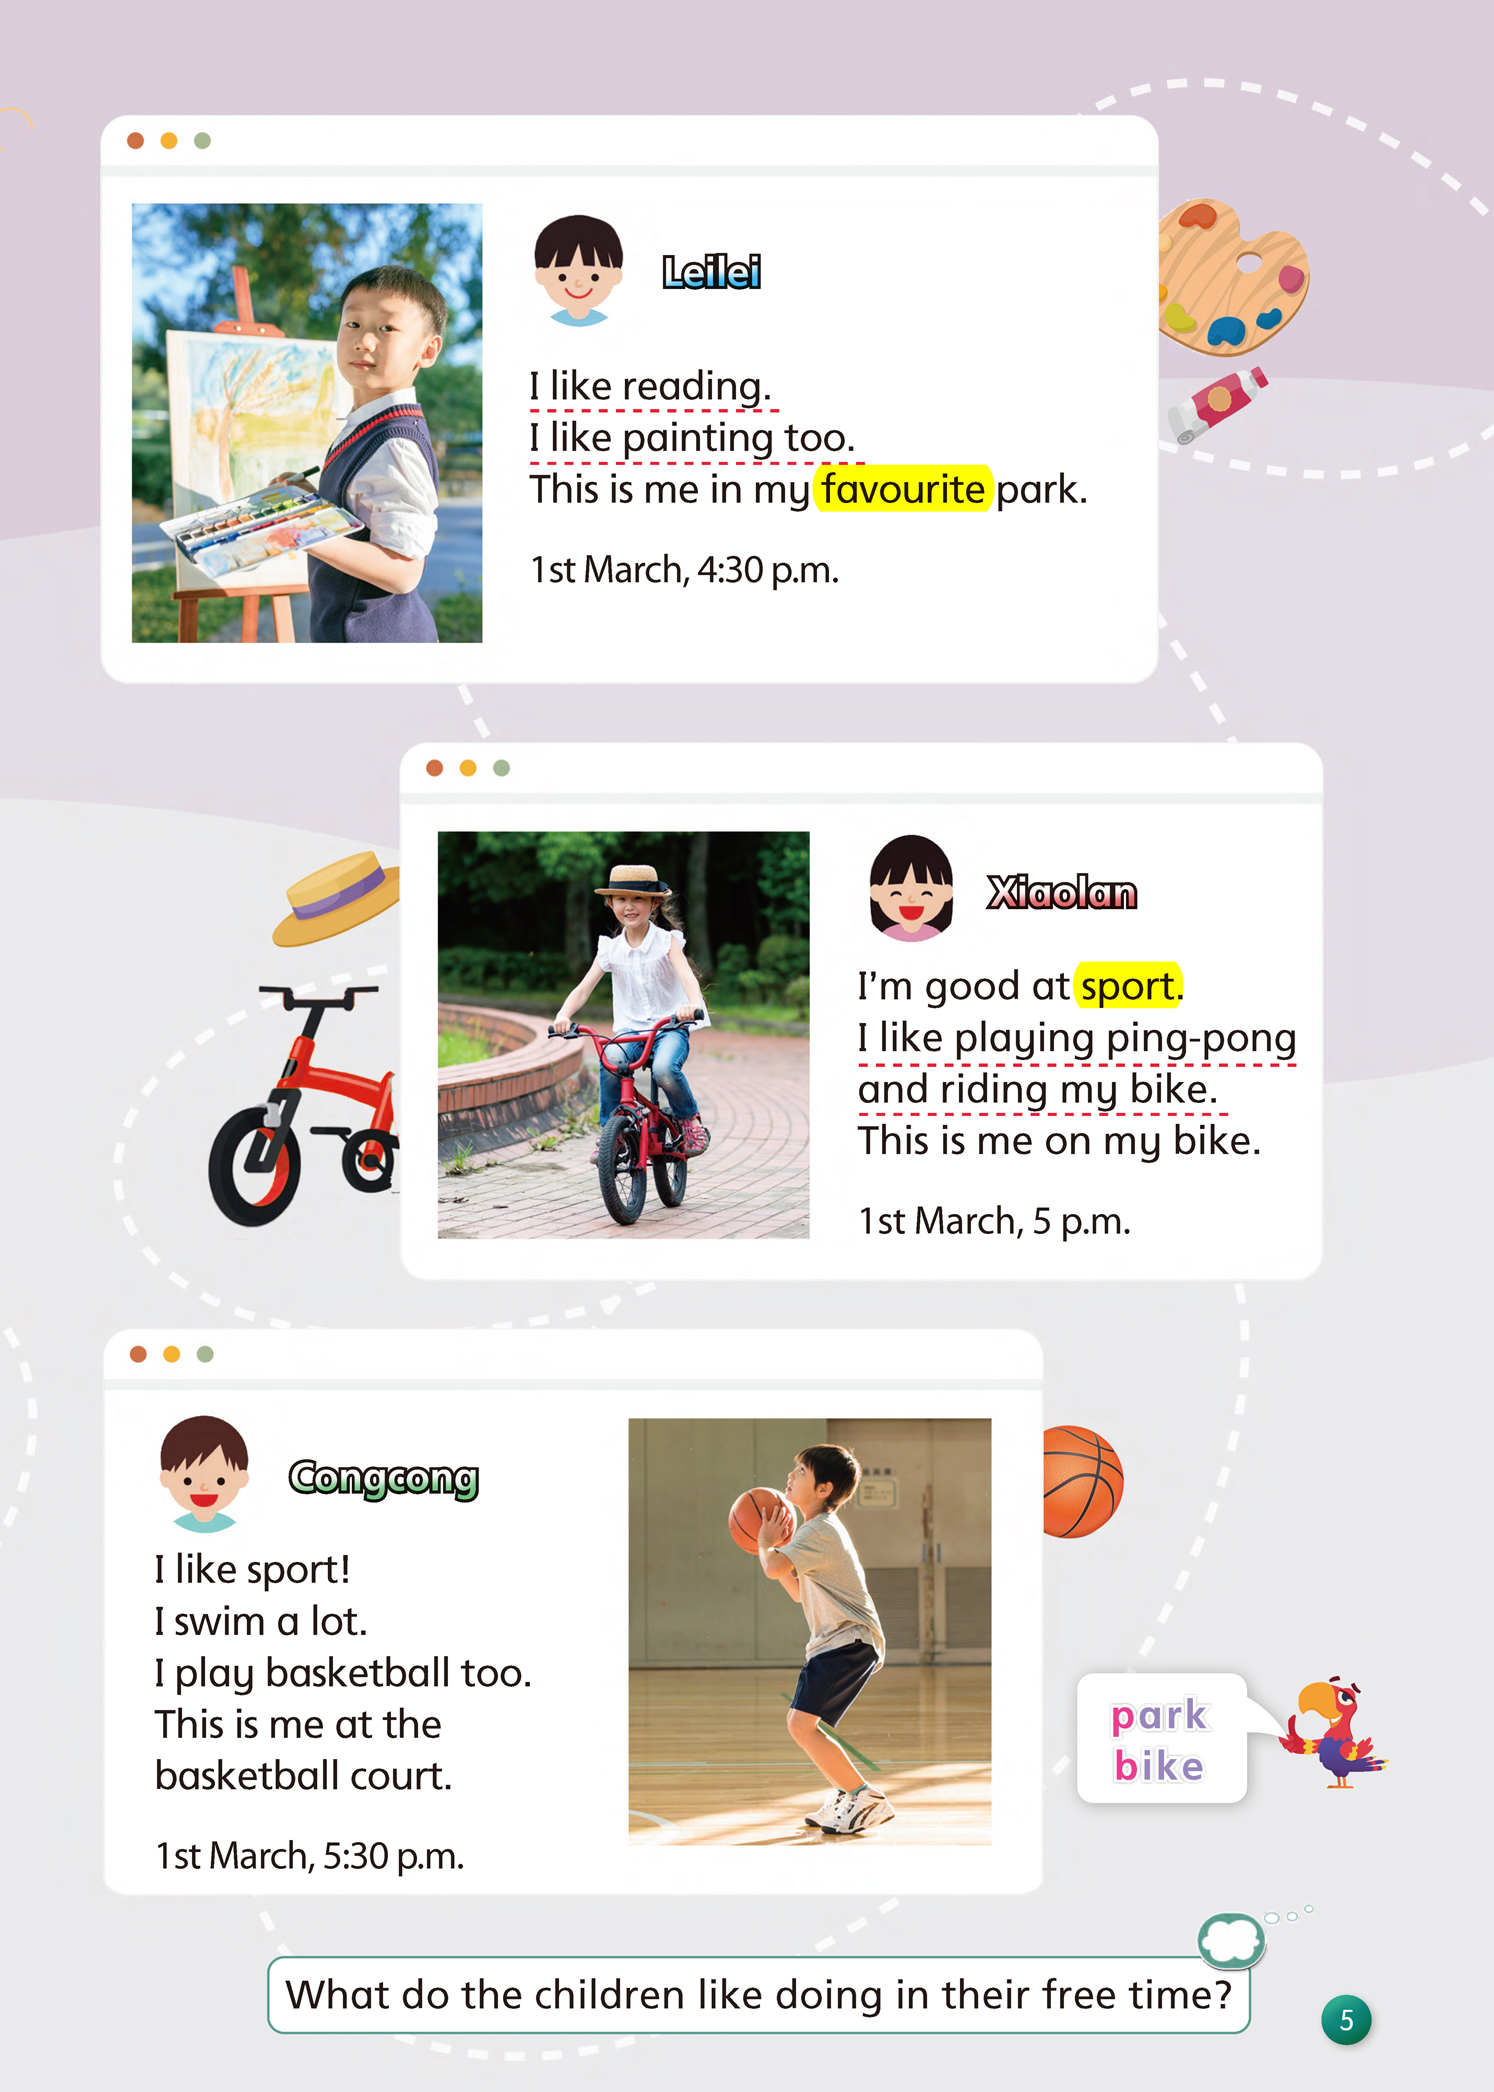 Leilei
I like reading.
I like painting too.
This is me in my favourite park.
1st March, 4:30 p.m.
Xiaolan
I'm good at sport.
I like playing ping-pong
and riding my bike.
This is me on my bike.
1st March, 5 p.m.
Congcong
I like sport!
I swim a lot.
I play basketball too.
This is me at the
basketball court.
1st March, 5:30 p.m.
park
bike
What do the children like doing in their free time?
5